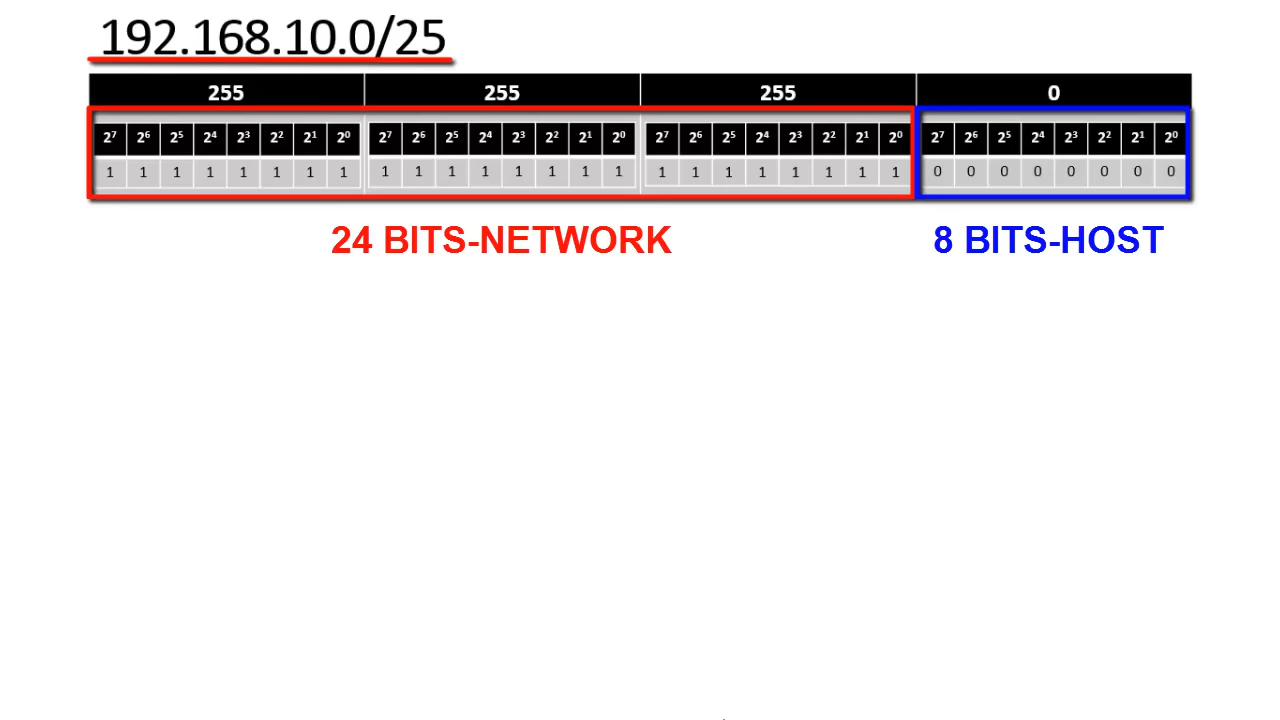 192.168.10.0/25
255 255 255 0
2⁷ 2⁶ 2⁵ 2⁴ 2³ 2² 2¹ 2⁰ 2⁷ 2⁶ 2⁵ 2⁴ 2³ 2² 2¹ 2⁰ 2⁷ 2⁶ 2⁵ 2⁴ 2³ 2² 2¹ 2⁰ 2⁷ 2⁶ 2⁵ 2⁴ 2³ 2² 2¹ 2⁰
1 1 1 1 1 1 1 1 1 1 1 1 1 1 1 1 1 1 1 1 1 1 1 1 0 0 0 0 0 0 0 0
24 BITS-NETWORK 8 BITS-HOST